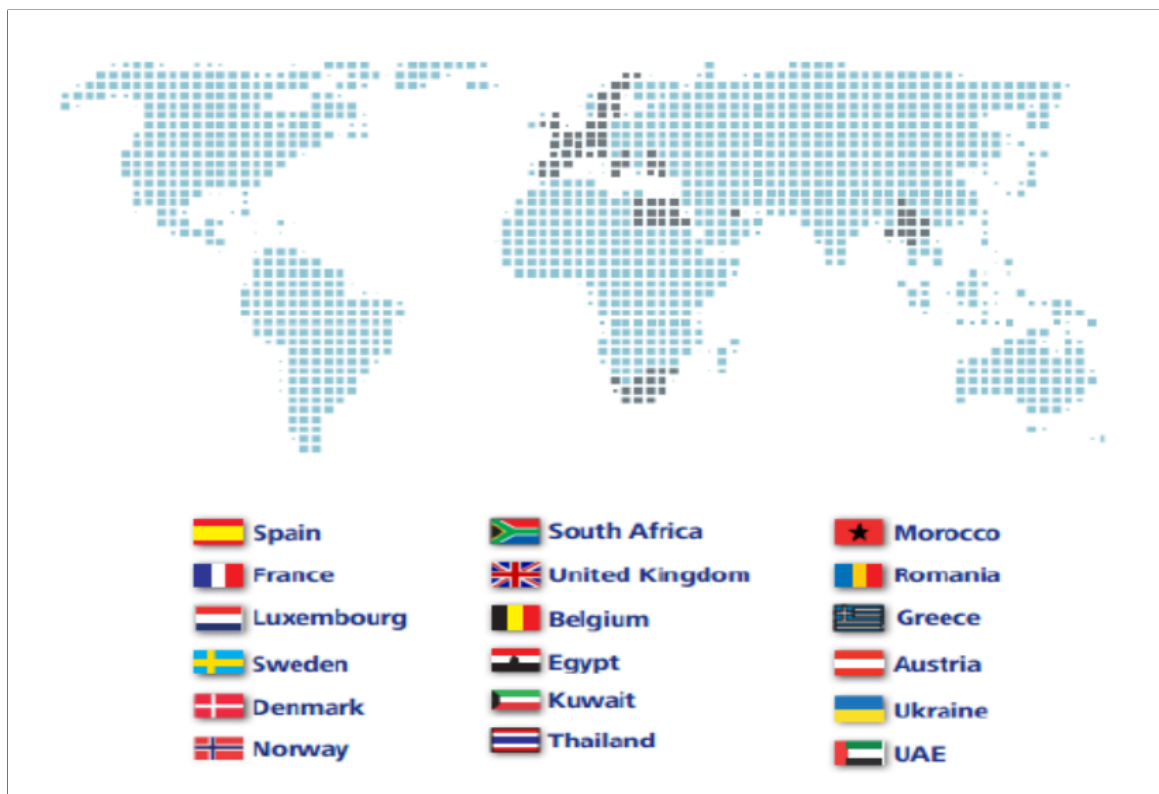 Spain
France
Luxembourg
Sweden
Denmark
Norway
South Africa
United Kingdom
Belgium
Egypt
Kuwait
Thailand
Morocco
Romania
Greece
Austria
Ukraine
UAE